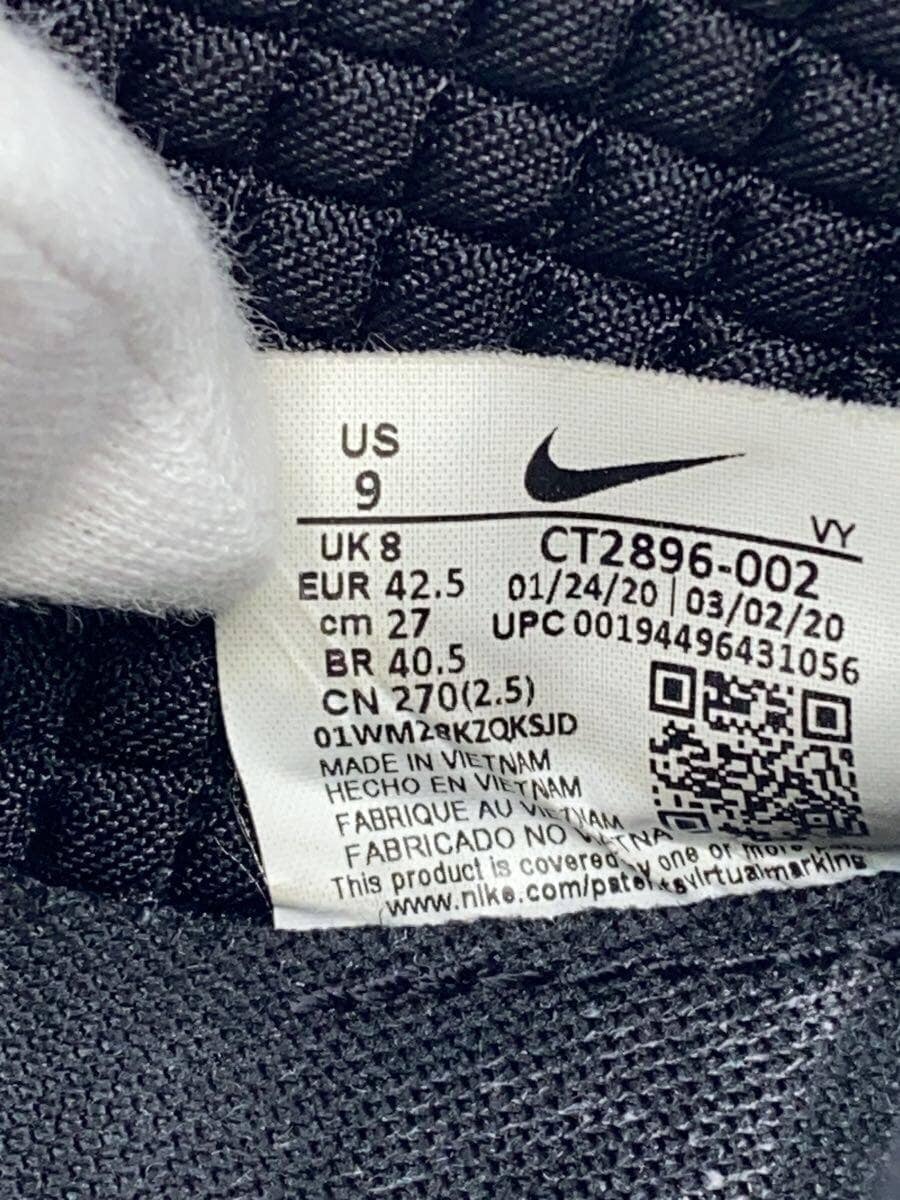 US
9
VY
UK 8
CT2896-002
EUR 42.5
01/24/20 | 03/02/20
cm 27
UPC 00194496431056
BR 40.5
CN 270(2.5)
MADE IN VIETNAM
HECHO EN VIETNAM
FABRIQUE AU VIETNAM
FABRICADO NO
This product is covered by one or more
www.nike.com/patents